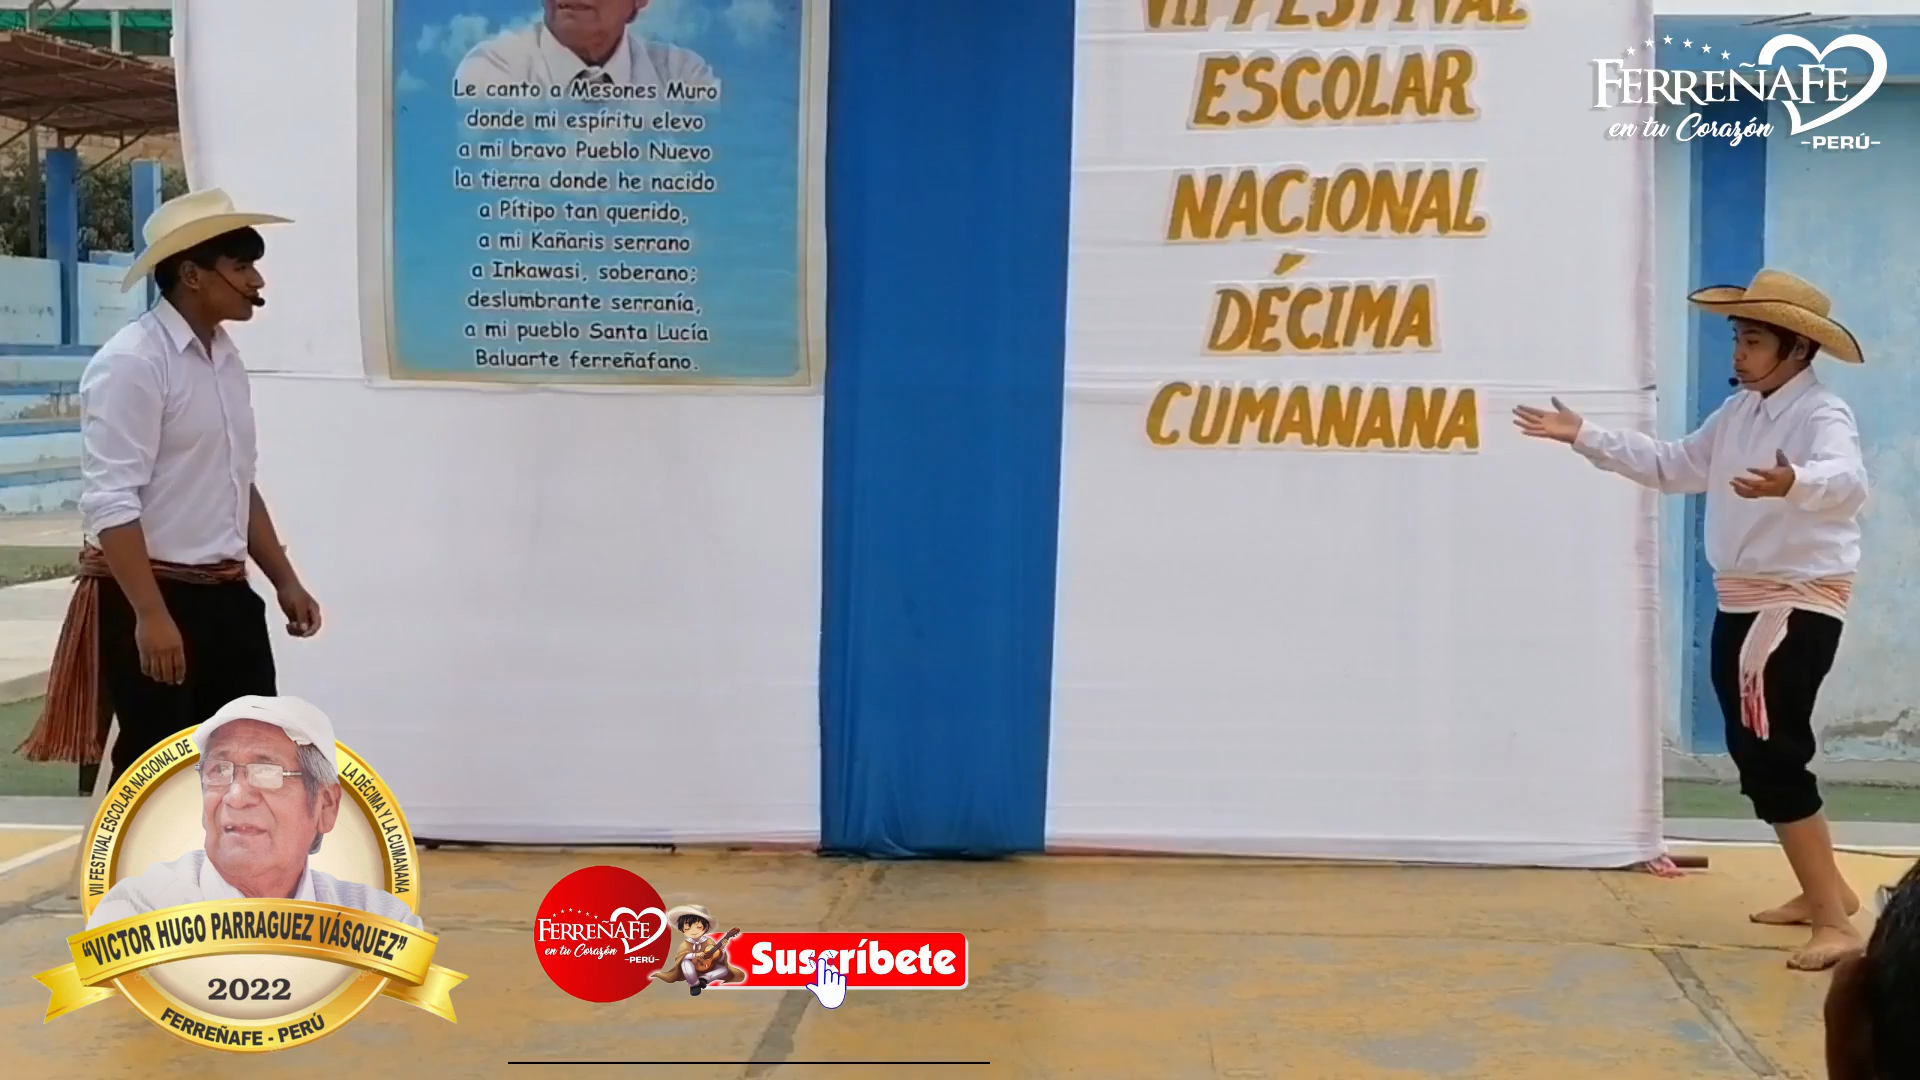 Le canto a Mesones Muro
donde mi espíritu elevo
a mi bravo Pueblo Nuevo
la tierra donde he nacido
a Pítipo tan querido,
a mi Kañaris serrano
a Inkawasi, soberano;
deslumbrante serranía,
a mi pueblo Santa Lucía
Baluarte ferreñafano.
VII FESTIVAL
ESCOLAR
NACIONAL
DÉCIMA
CUMANANA
FERREÑAFE
en tu Corazón
-PERÚ-
VII FESTIVAL ESCOLAR NACIONAL DE
LA DÉCIMA Y LA CUMANANA
"VICTOR HUGO PARRAGUEZ VÁSQUEZ"
2022
FERREÑAFE - PERÚ
FERREÑAFE
en tu Corazón
-PERÚ-
Suscríbete